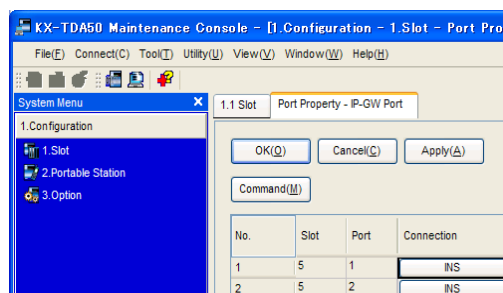 KX-TDA50 Maintenance Console - [1.Configuration - 1.Slot - Port Pro
File(F) Connect(C) Tool(T) Utility(U) View(V) Window(W) Help(H)
System Menu X
1.1 Slot Port Property - IP-GW Port
1.Configuration
1.Slot
2.Portable Station
3.Option
OK(O) Cancel(C) Apply(A)
Command(M)
No. Slot Port Connection
1 5 1 INS
2 5 2 INS